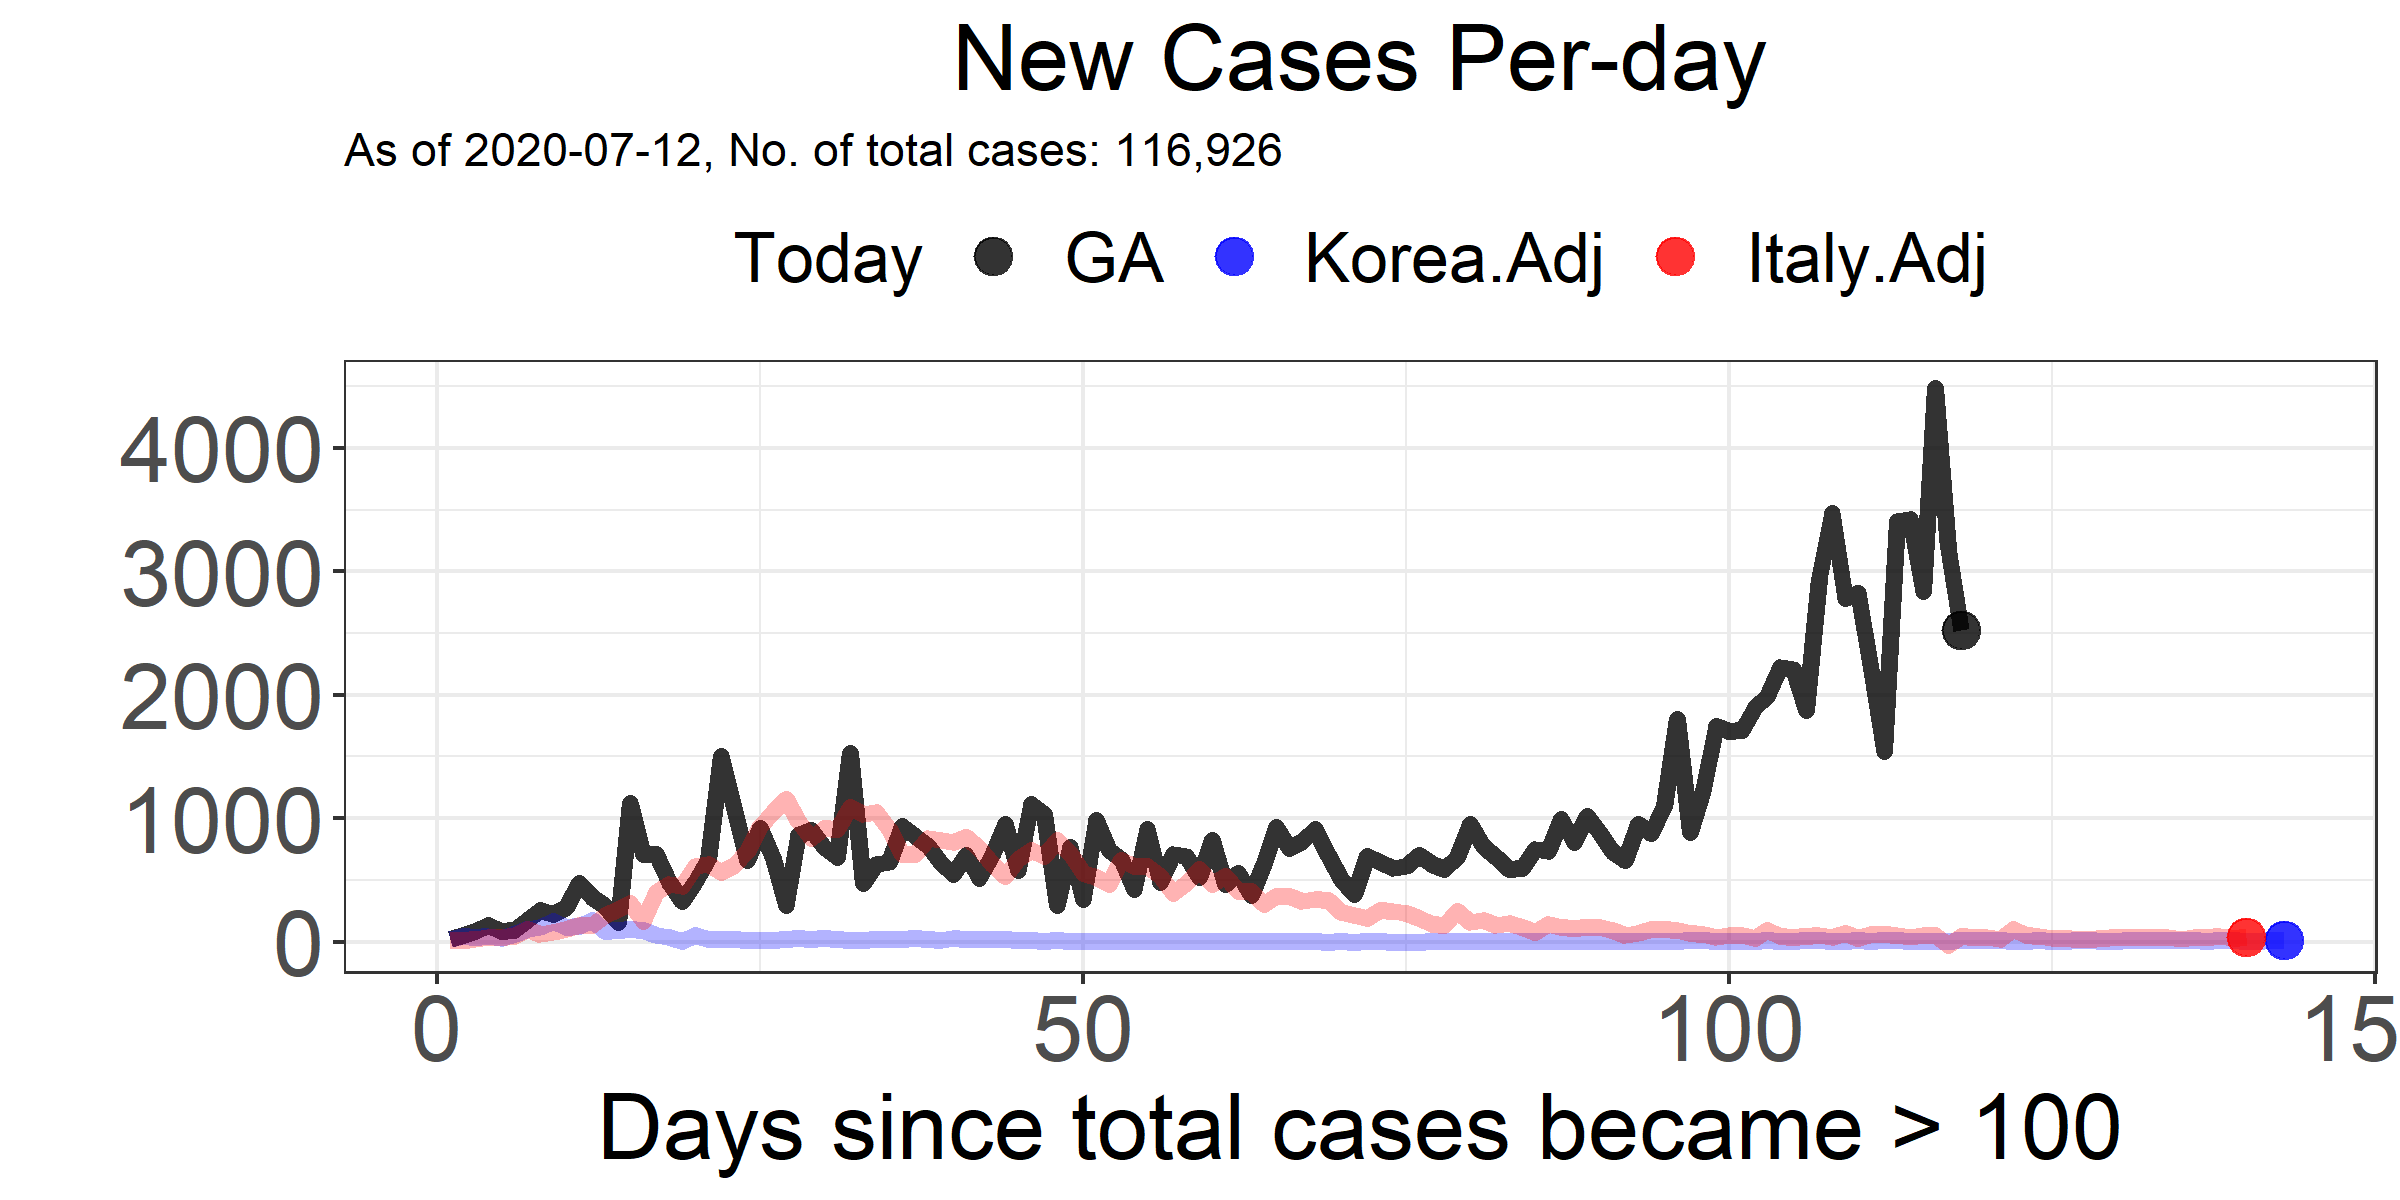 New Cases Per-day
As of 2020-07-12, No. of total cases: 116,926
Today GA Korea.Adj Italy.Adj
4000
3000
2000
1000
0
0 50 100 15
Days since total cases became > 100